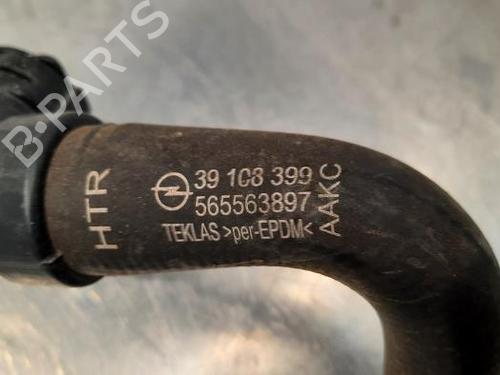 HTR
39 108 399
565563897
TEKLAS >per-EPDM<
AAKC
B-PARTS